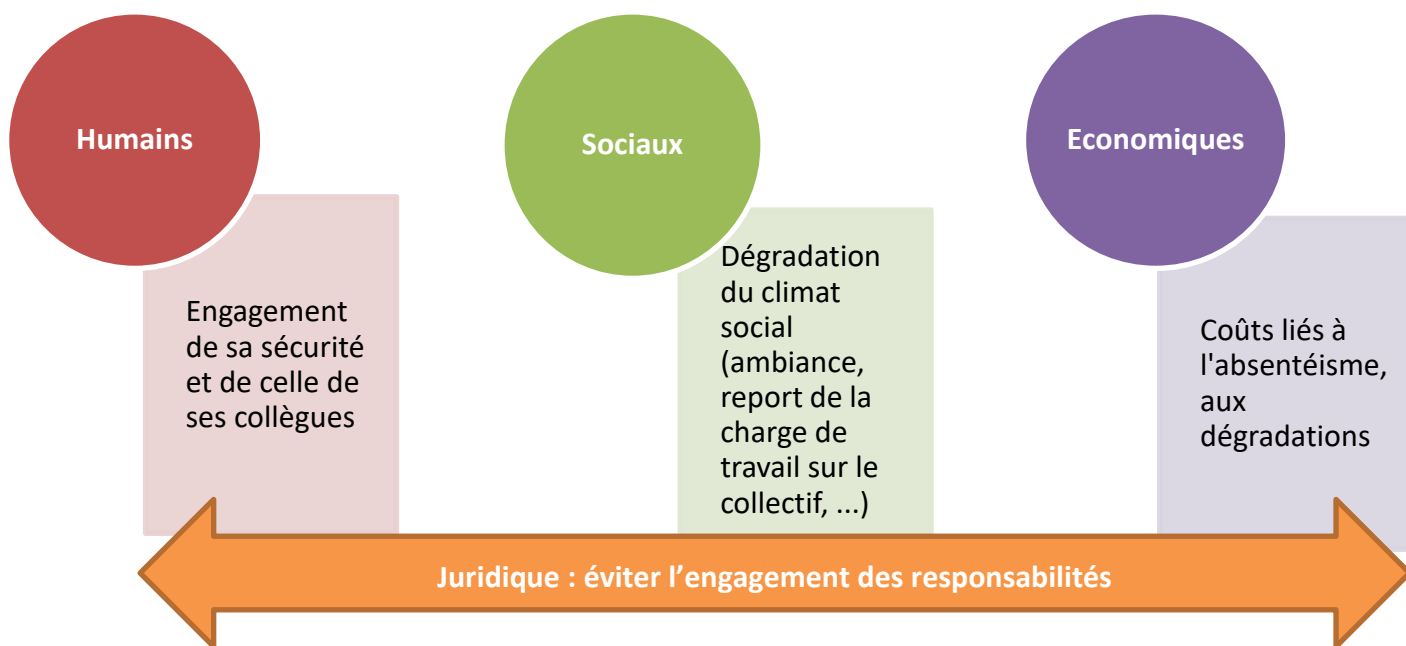 Humains
Engagement
de sa sécurité
et de celle de
ses collègues
Sociaux
Dégradation
du climat
social
(ambiance,
report de la
charge de
travail sur le
collectif, ...)
Economiques
Coûts liés à
l'absentéisme,
aux
dégradations
Juridique : éviter l’engagement des responsabilités